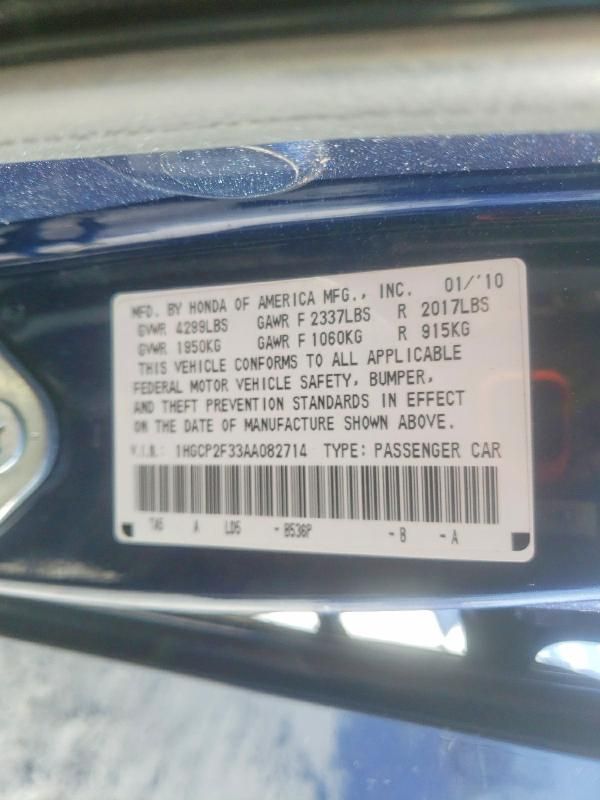 MFD. BY HONDA OF AMERICA MFG., INC. 01/'10
GVWR 4299LBS GAWR F 2337LBS R 2017LBS
GVWR 1950KG GAWR F 1060KG R 915KG
THIS VEHICLE CONFORMS TO ALL APPLICABLE
FEDERAL MOTOR VEHICLE SAFETY, BUMPER,
AND THEFT PREVENTION STANDARDS IN EFFECT
ON THE DATE OF MANUFACTURE SHOWN ABOVE.
V.I.N.: 1HGCP2F33AA082714 TYPE: PASSENGER CAR
TA5 A LD5 -B536P -B -A